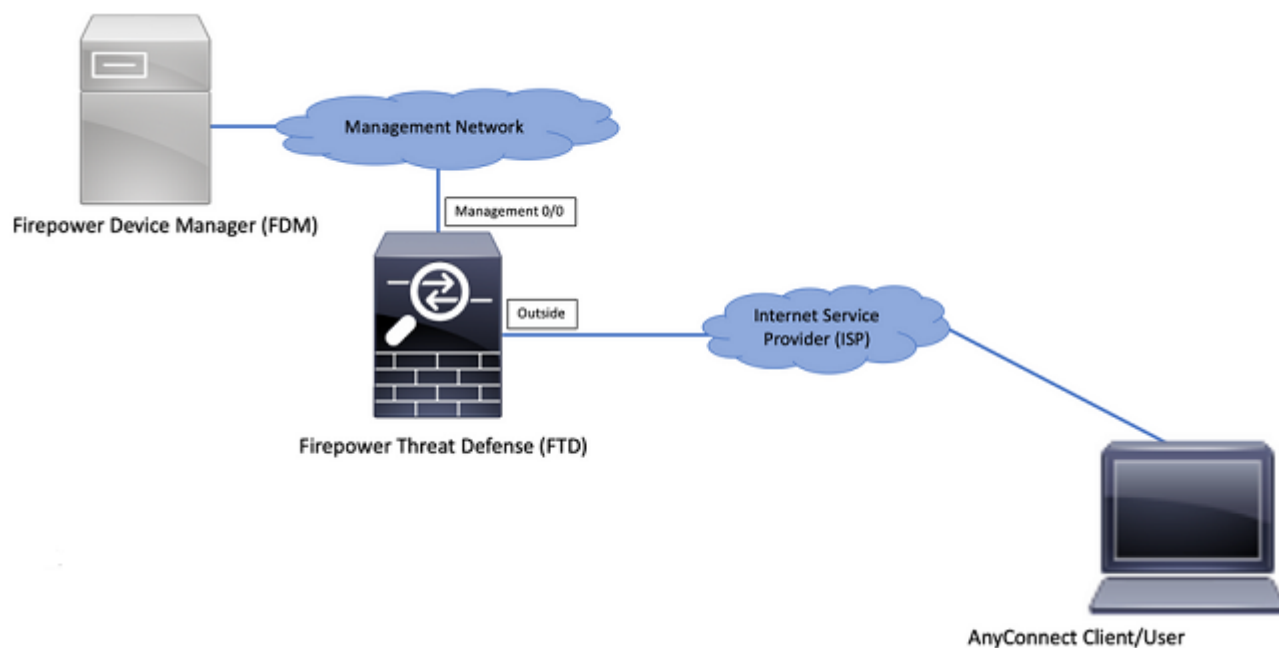 Management Network
Management 0/0
Firepower Device Manager (FDM)
Outside
Internet Service
Provider (ISP)
Firepower Threat Defense (FTD)
AnyConnect Client/User